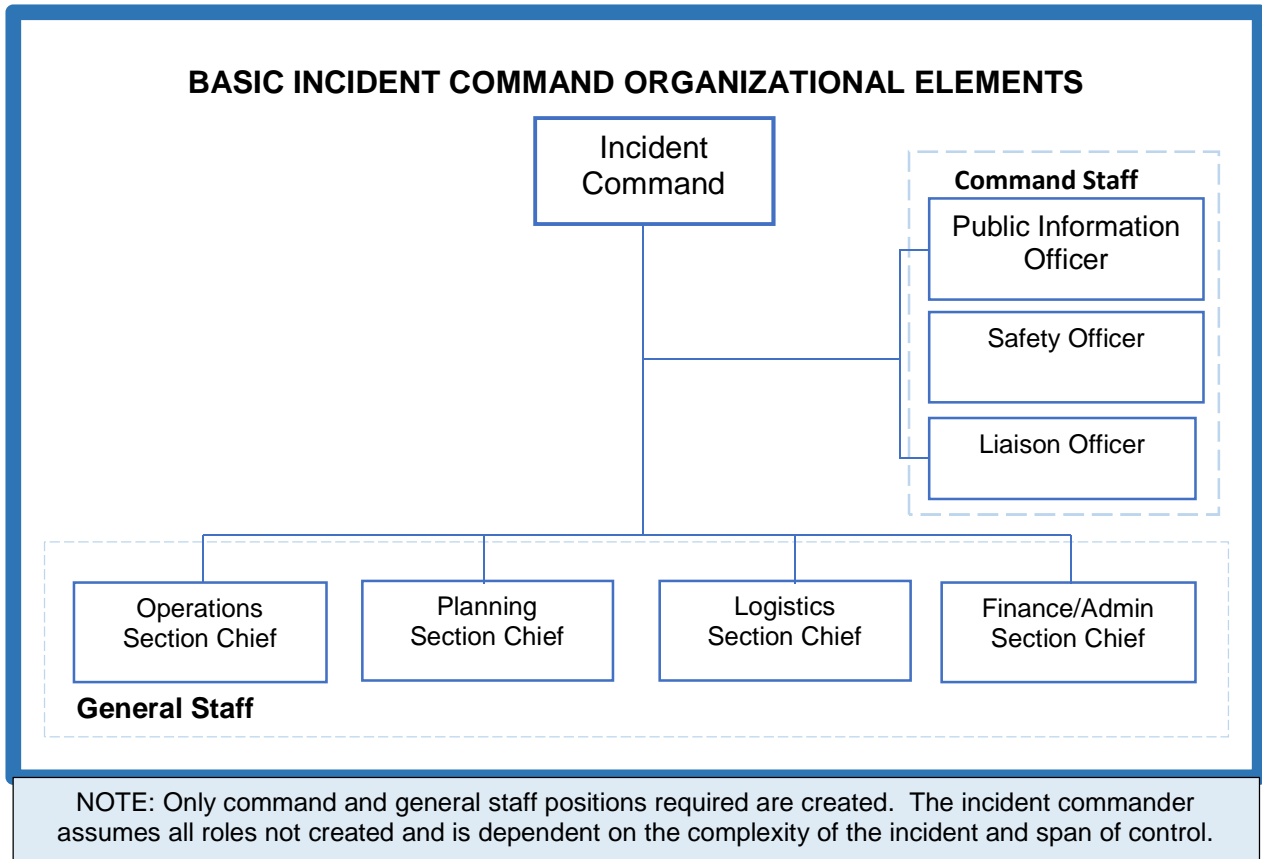 BASIC INCIDENT COMMAND ORGANIZATIONAL ELEMENTS
Incident
Command
Command Staff
Public Information
Officer
Safety Officer
Liaison Officer
Operations
Section Chief
Planning
Section Chief
Logistics
Section Chief
Finance/Admin
Section Chief
General Staff
NOTE: Only command and general staff positions required are created.  The incident commander
assumes all roles not created and is dependent on the complexity of the incident and span of control.